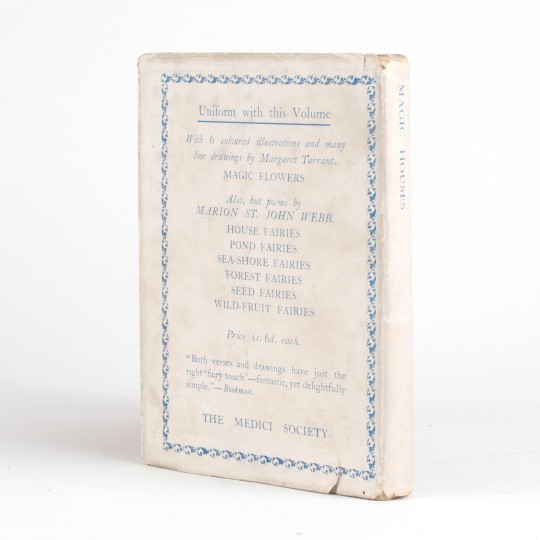 Uniform with this Volume
With 6 coloured illustrations and many
line drawings by Margaret Tarrant.
MAGIC FLOWERS
Also, but poems by
MARION ST. JOHN WEBB.
HOUSE FAIRIES
POND FAIRIES
SEA-SHORE FAIRIES
FOREST FAIRIES
SEED FAIRIES
WILD-FRUIT FAIRIES
Price 1s. 6d. each.
"Both verses and drawings have just the
right 'fairy touch'—fantastic, yet delightfully
simple."—Bookman.
THE MEDICI SOCIETY
MAGIC HOUSES